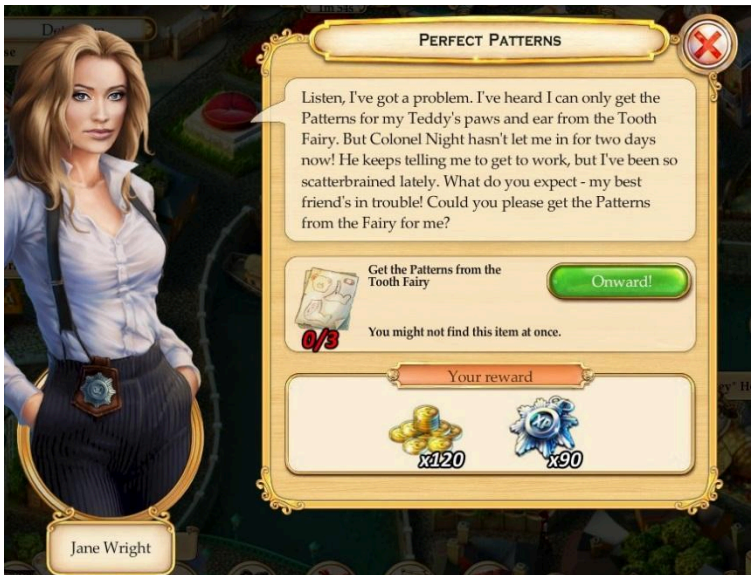 PERFECT PATTERNS
Listen, I've got a problem. I've heard I can only get the
Patterns for my Teddy's paws and ear from the Tooth
Fairy. But Colonel Night hasn't let me in for two days
now! He keeps telling me to get to work, but I've been so
scatterbrained lately. What do you expect - my best
friend's in trouble! Could you please get the Patterns
from the Fairy for me?
Get the Patterns from the
Tooth Fairy
Onward!
0/3
You might not find this item at once.
Your reward
XP
x120
x90
Jane Wright